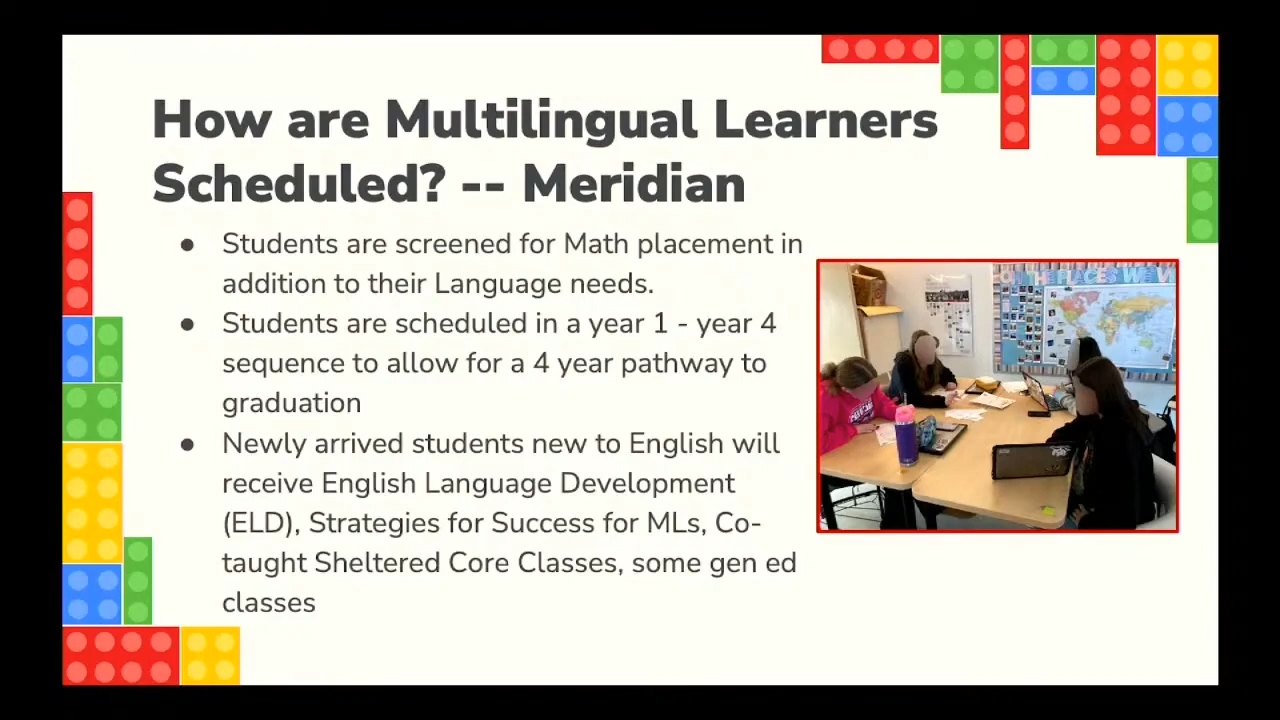 How are Multilingual Learners
Scheduled? -- Meridian
● Students are screened for Math placement in
addition to their Language needs.
● Students are scheduled in a year 1 - year 4
sequence to allow for a 4 year pathway to
graduation
● Newly arrived students new to English will
receive English Language Development
(ELD), Strategies for Success for MLs, Co-
taught Sheltered Core Classes, some gen ed
classes